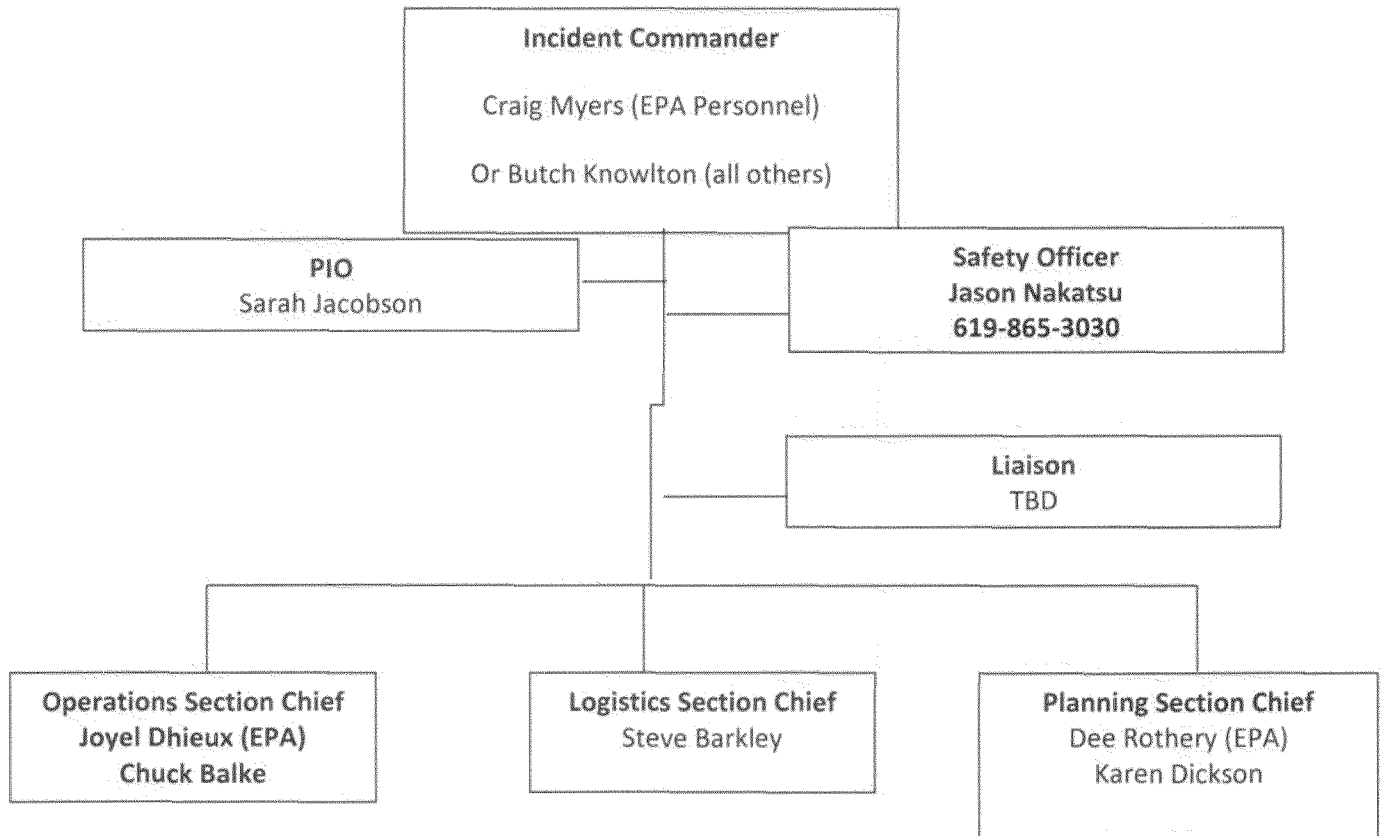 Incident Commander
Craig Myers (EPA Personnel)
Or Butch Knowlton (all others)
PIO
Sarah Jacobson
Safety Officer
Jason Nakatsu
619-865-3030
Liaison
TBD
Operations Section Chief
Joyel Dhieux (EPA)
Chuck Balke
Logistics Section Chief
Steve Barkley
Planning Section Chief
Dee Rothery (EPA)
Karen Dickson